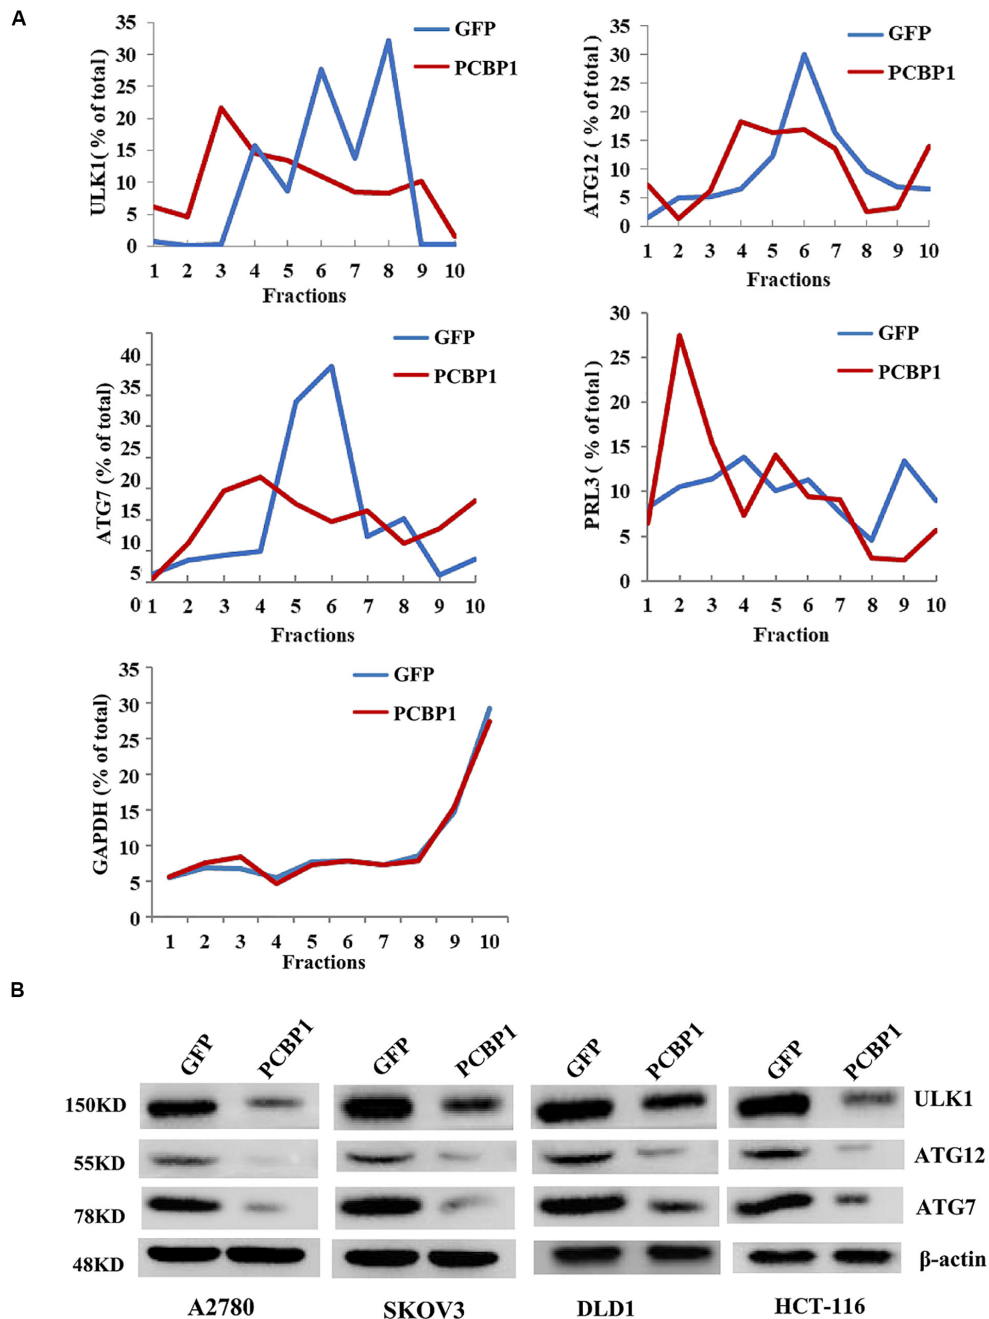 A
ULK1( % of total )
35
30
25
20
15
10
5
0
1 2 3 4 5 6 7 8 9 10
Fractions
GFP
PCBP1
ATG12 ( % of total )
35
30
25
20
15
10
5
0
1 2 3 4 5 6 7 8 9 10
Fractions
GFP
PCBP1
ATG7 (% of total)
40
35
30
25
20
15
10
5
0
1 2 3 4 5 6 7 8 9 10
Fractions
GFP
PCBP1
PRL3 ( % of total)
30
25
20
15
10
5
0
1 2 3 4 5 6 7 8 9 10
Fraction
GFP
PCBP1
GAPDH (% of total)
35
30
25
20
15
10
5
0
1 2 3 4 5 6 7 8 9 10
Fractions
GFP
PCBP1
B
GFP PCBP1 GFP PCBP1 GFP PCBP1 GFP PCBP1
150KD ULK1
55KD ATG12
78KD ATG7
48KD β-actin
A2780 SKOV3 DLD1 HCT-116